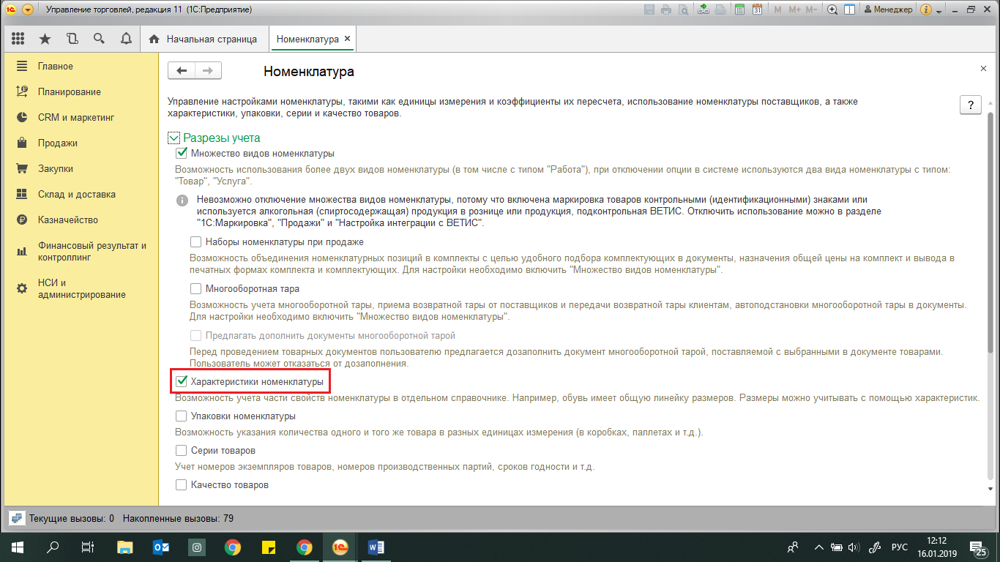 Управление торговлей, редакция 11 (1С:Предприятие)
M M+ M-
Менеджер
Начальная страница
Номенклатура
Главное
Планирование
CRM и маркетинг
Продажи
Закупки
Склад и доставка
Казначейство
Финансовый результат и
контроллинг
НСИ и
администрирование
Номенклатура
Управление настройками номенклатуры, такими как единицы измерения и коэффициенты их пересчета, использование номенклатуры поставщиков, а также
характеристики, упаковки, серии и качество товаров.
?
Разрезы учета
Множество видов номенклатуры
Возможность использования более двух видов номенклатуры (в том числе с типом "Работа"), при отключении опции в системе используются два вида номенклатуры с типом:
"Товар", "Услуга".
Невозможно отключение множества видов номенклатуры, потому что включена маркировка товаров контрольными (идентификационными) знаками или
используется алкогольная (спиртосодержащая) продукция в рознице или продукция, подконтрольная ВЕТИС. Отключить использование можно в разделе
"1С:Маркировка", "Продажи" и "Настройка интеграции с ВЕТИС".
Наборы номенклатуры при продаже
Возможность объединения номенклатурных позиций в комплекты с целью удобного подбора комплектующих в документы, назначения общей цены на комплект и вывода в
печатных формах комплекта и комплектующих. Для настройки необходимо включить "Множество видов номенклатуры".
Многооборотная тара
Возможность учета многооборотной тары, приема возвратной тары от поставщиков и передачи возвратной тары клиентам, автоподстановки многооборотной тары в документы.
Для настройки необходимо включить "Множество видов номенклатуры".
Предлагать дополнить документы многооборотной тарой
Перед проведением товарных документов пользователю предлагается дозаполнить документ многооборотной тарой, поставляемой с выбранными в документе товарами.
Пользователь может отказаться от дозаполнения.
Характеристики номенклатуры
Возможность учета части свойств номенклатуры в отдельном справочнике. Например, обувь имеет общую линейку размеров. Размеры можно учитывать с помощью характеристик.
Упаковки номенклатуры
Возможность указания количества одного и того же товара в разных единицах измерения (в коробках, паллетах и т.д.).
Серии товаров
Учет номеров экземпляров товаров, номеров производственных партий, сроков годности и т.д.
Качество товаров
Текущие вызовы: 0 Накопленные вызовы: 79
РУС
12:12
16.01.2019
25